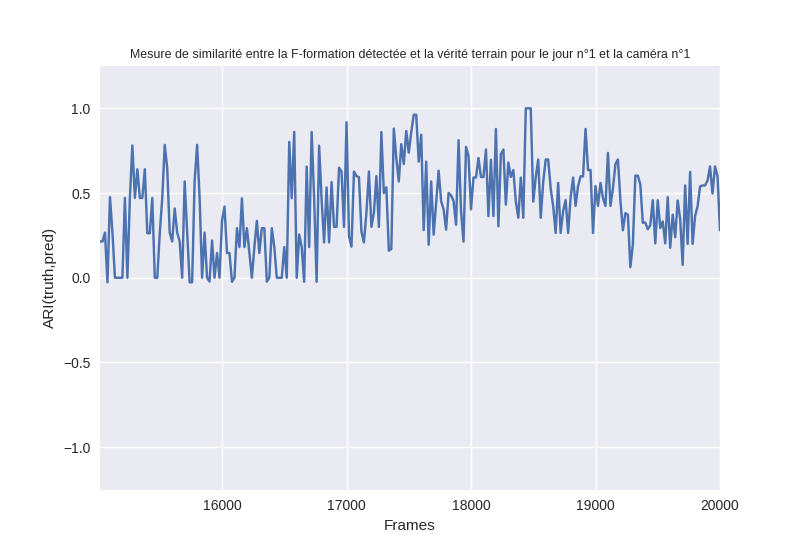 Mesure de similarité entre la F-formation détectée et la vérité terrain pour le jour n°1 et la caméra n°1
1.0
0.5
0.0
−0.5
−1.0
ARI(truth,pred)
16000 17000 18000 19000 20000
Frames